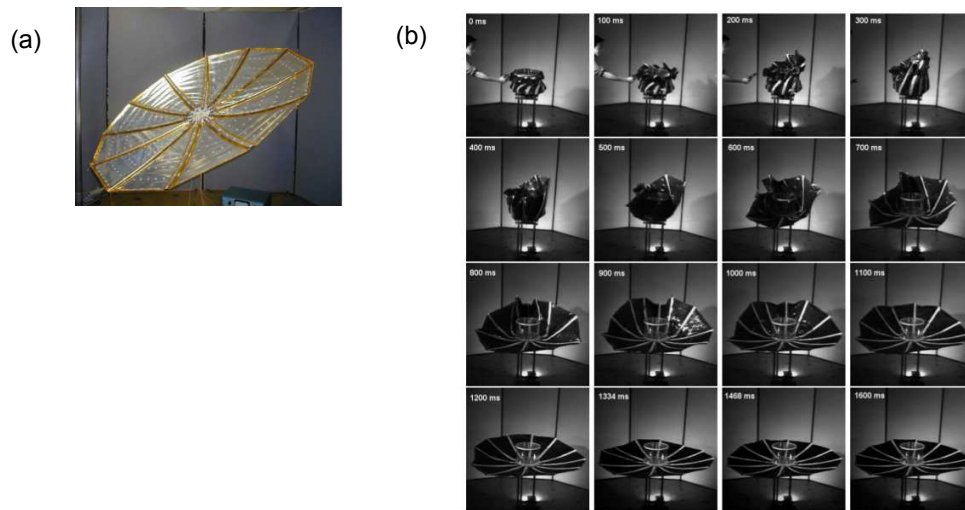 (a)
(b)
0 ms
100 ms
200 ms
300 ms
400 ms
500 ms
600 ms
700 ms
800 ms
900 ms
1000 ms
1100 ms
1200 ms
1334 ms
1468 ms
1600 ms